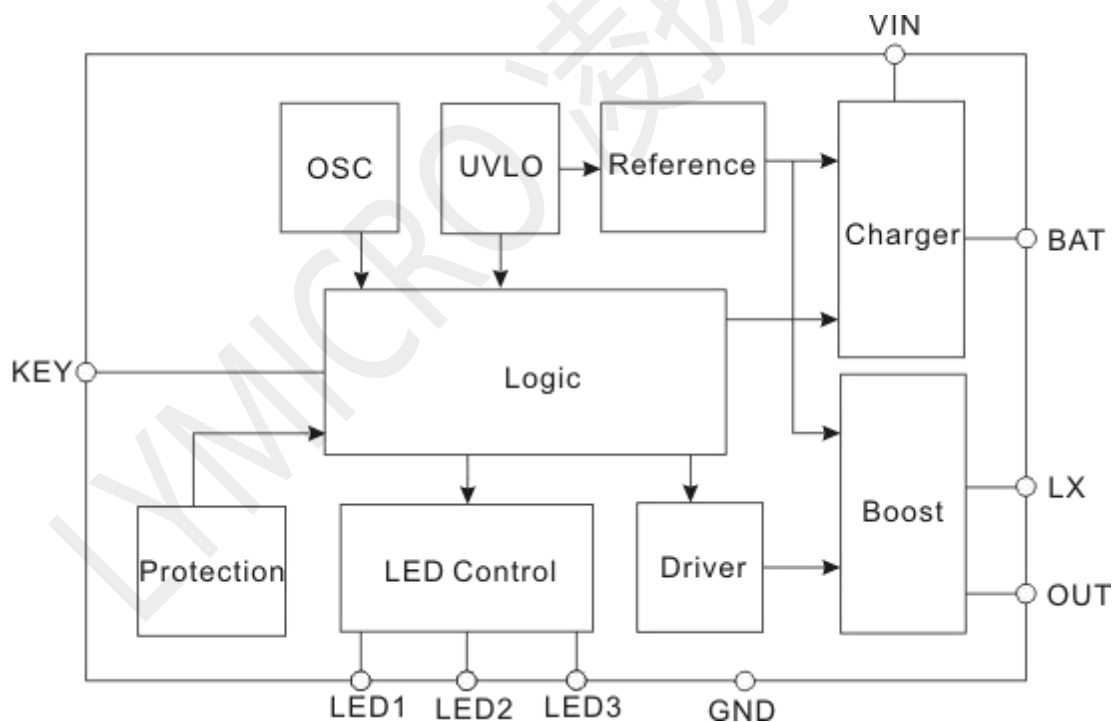 VIN
OSC
UVLO
Reference
Charger
BAT
KEY
Logic
LX
Boost
Protection
LED Control
Driver
OUT
LED1
LED2
LED3
GND
LYMICRO 凌